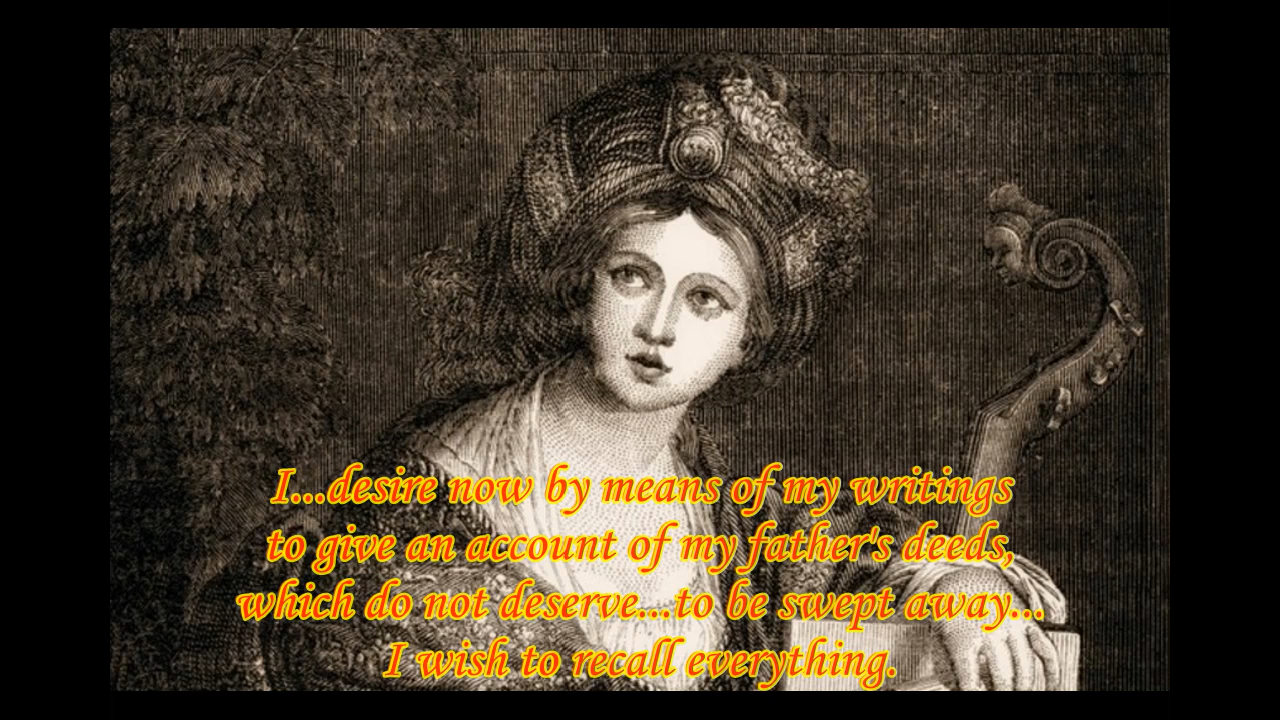 I...desire now by means of my writings
to give an account of my father's deeds,
which do not deserve...to be swept away...
I wish to recall everything.